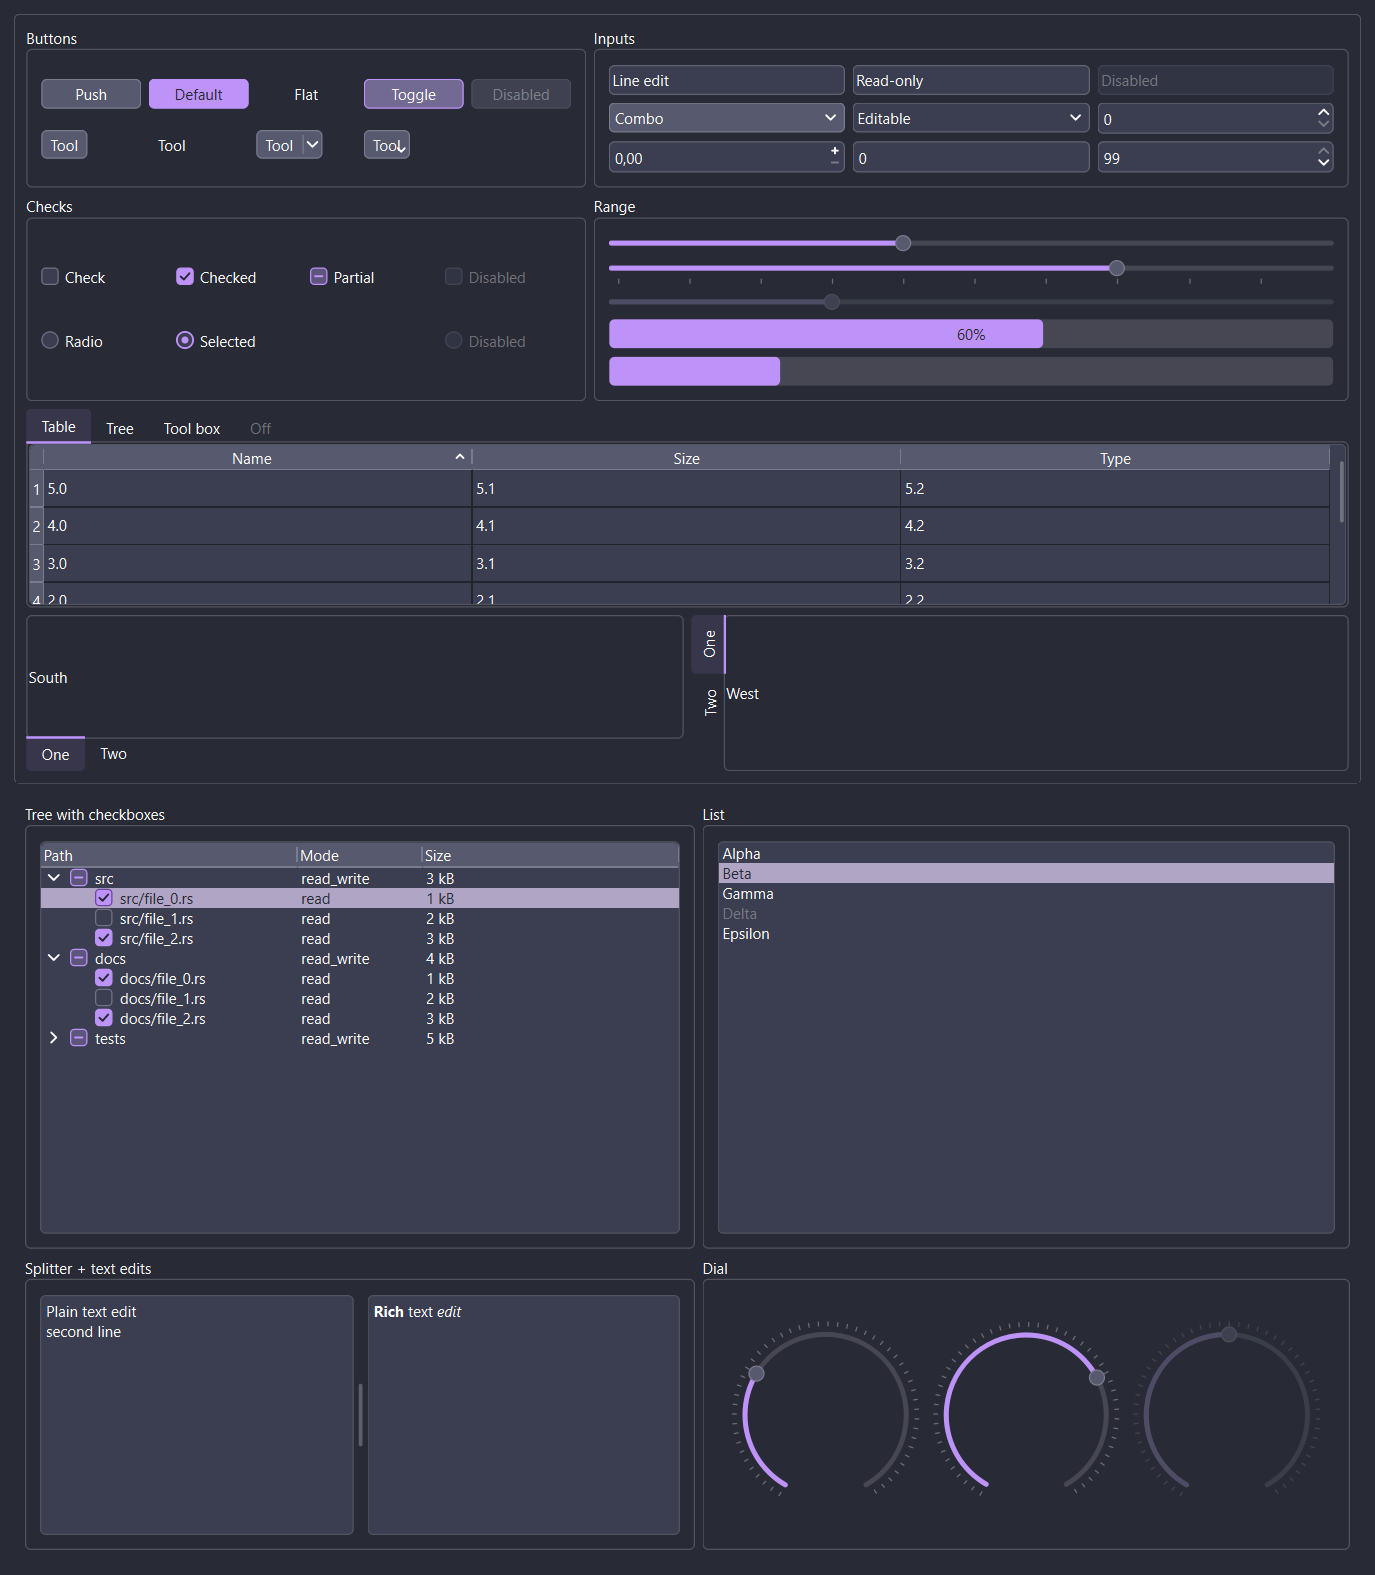 Buttons
Push Default Flat Toggle Disabled
Tool Tool Tool Tool
Inputs
Line edit Read-only Disabled
Combo Editable 0
0,00 0 99
Checks
Check Checked Partial Disabled
Radio Selected Disabled
Range
60%
Table Tree Tool box Off
Name Size Type
1 5.0 5.1 5.2
2 4.0 4.1 4.2
3 3.0 3.1 3.2
4 2.0 2.1 2.2
South
One Two
One
Two
West
Tree with checkboxes
Path Mode Size
src read_write 3 kB
src/file_0.rs read 1 kB
src/file_1.rs read 2 kB
src/file_2.rs read 3 kB
docs read_write 4 kB
docs/file_0.rs read 1 kB
docs/file_1.rs read 2 kB
docs/file_2.rs read 3 kB
tests read_write 5 kB
List
Alpha
Beta
Gamma
Delta
Epsilon
Splitter + text edits
Plain text edit
second line
Rich text edit
Dial